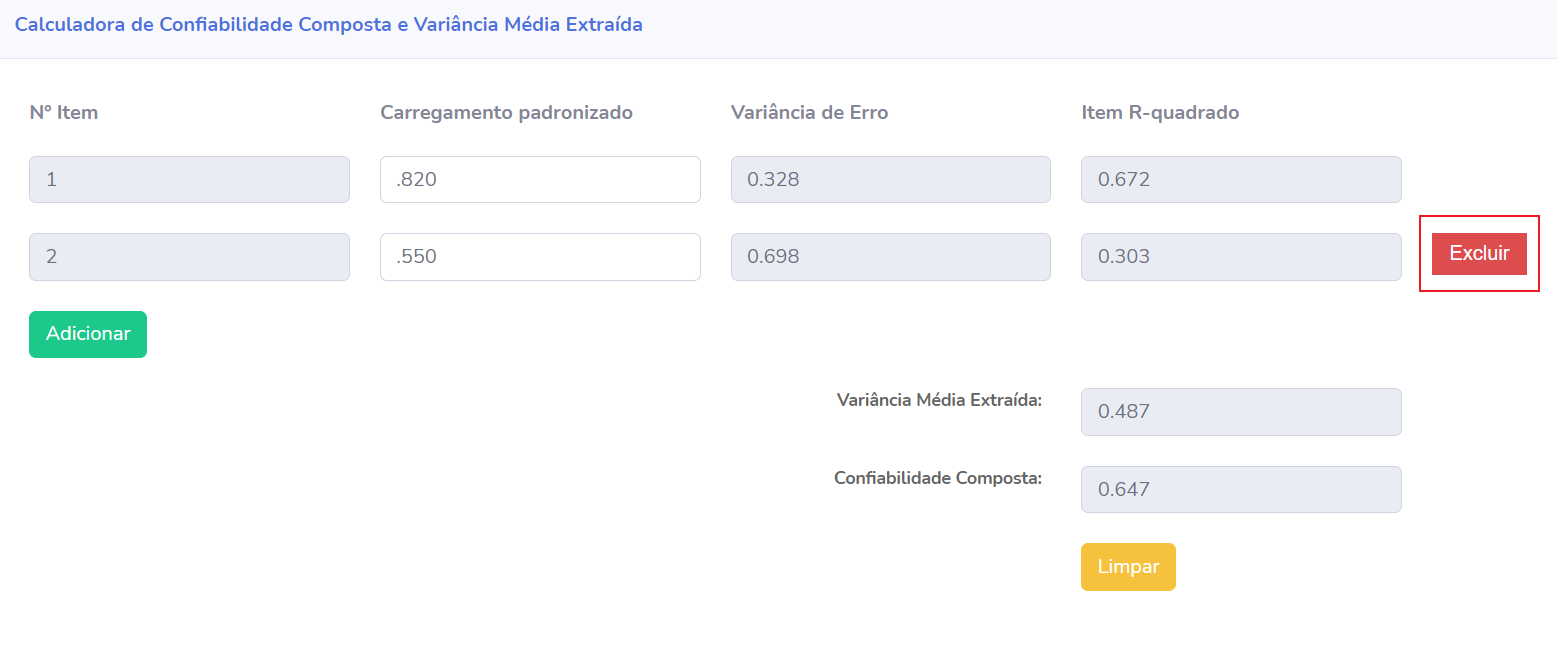 Calculadora de Confiabilidade Composta e Variância Média Extraída
Nº Item Carregamento padronizado Variância de Erro Item R-quadrado
1 .820 0.328 0.672
2 .550 0.698 0.303 Excluir
Adicionar
Variância Média Extraída: 0.487
Confiabilidade Composta: 0.647
Limpar